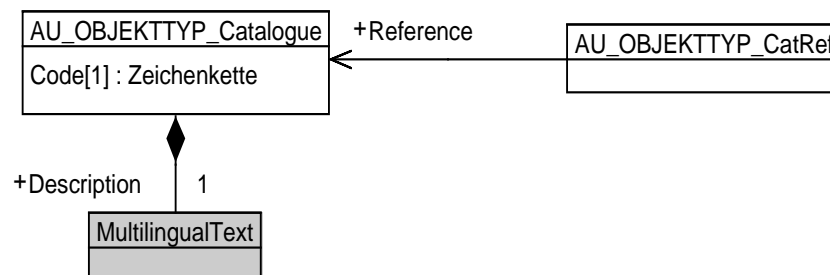 AU_OBJEKTTYP_Catalogue
+Reference
AU_OBJEKTTYP_CatRef
Code[1] : Zeichenkette
+Description
1
MultilingualText